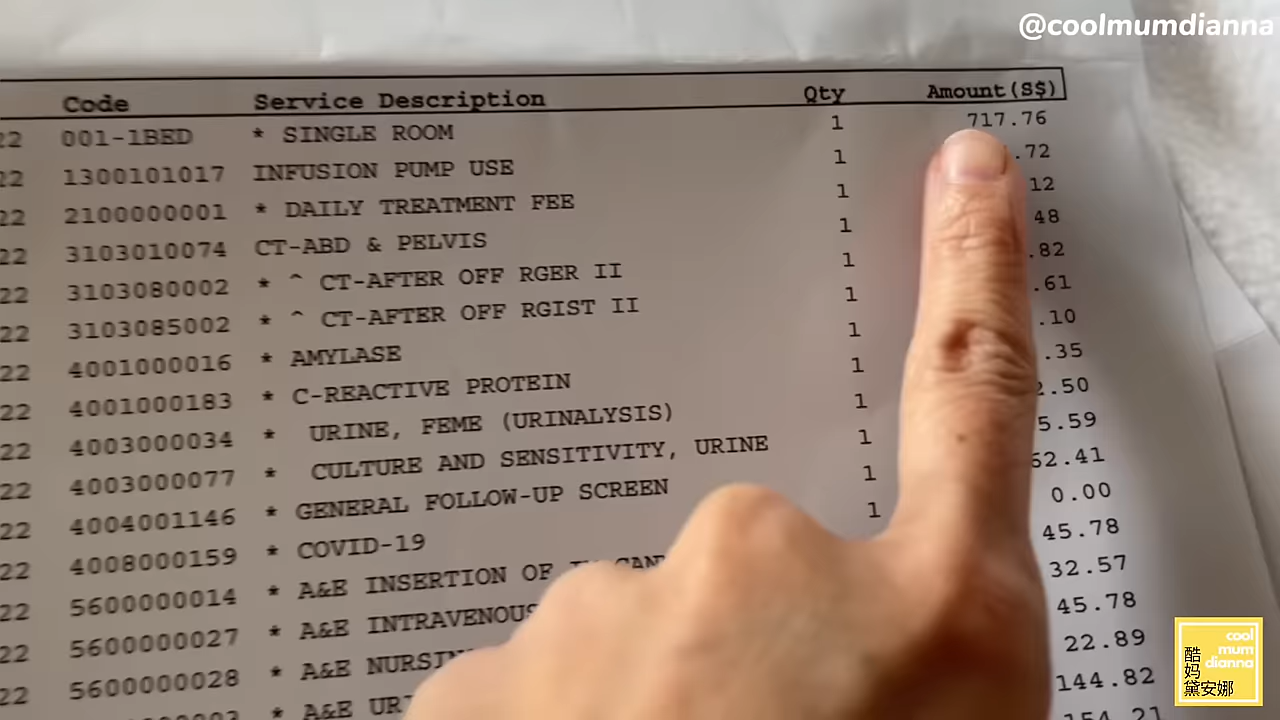 @coolmumdianna
Code Service Description Qty Amount(S$)
22 001-1BED * SINGLE ROOM 1 717.76
22 1300101017 INFUSION PUMP USE 1 .72
22 2100000001 * DAILY TREATMENT FEE 1 12
22 3103010074 CT-ABD & PELVIS 1 48
22 3103080002 * ^ CT-AFTER OFF RGER II 1 .82
22 3103085002 * ^ CT-AFTER OFF RGIST II 1 .61
22 4001000016 * AMYLASE 1 .10
22 4001000183 * C-REACTIVE PROTEIN 1 .35
22 4003000034 * URINE, FEME (URINALYSIS) 1 2.50
22 4003000077 * CULTURE AND SENSITIVITY, URINE 1 5.59
22 4004001146 * GENERAL FOLLOW-UP SCREEN 1 62.41
22 4008000159 * COVID-19 1 0.00
22 5600000014 * A&E INSERTION OF 45.78
22 5600000027 * A&E INTRAVENOUS 32.57
22 5600000028 * A&E 45.78
* A&E 22.89
144.82
154.21
cool
mum
dianna
酷
妈
黛安娜